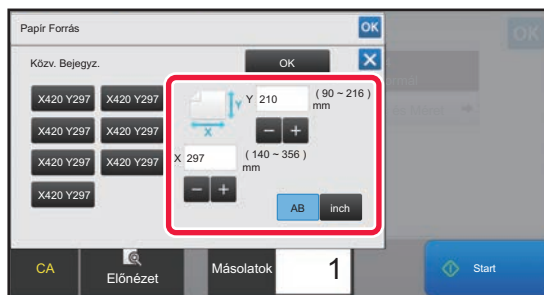 Papír Forrás
OK
OK
Közv. Bejegyz.
OK
X420 Y297
X420 Y297
X420 Y297
X420 Y297
X420 Y297
X420 Y297
X420 Y297
Y
X
Y 210 ( 90 ~ 216 ) mm
X 297 ( 140 ~ 356 ) mm
AB
inch
CA
Előnézet
Másolatok
1
Start